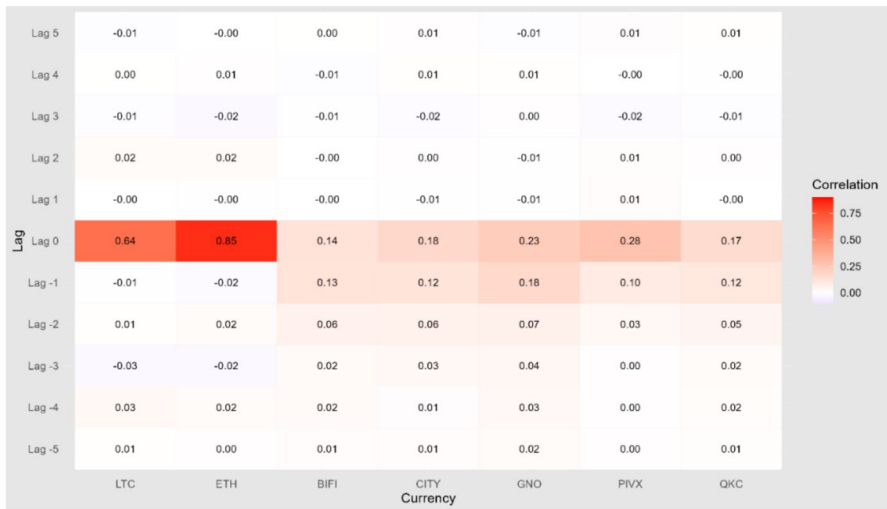 Lag 5 -0.01 -0.00 0.00 0.01 -0.01 0.01 0.01
Lag 4 0.00 0.01 -0.01 0.01 0.01 -0.00 -0.00
Lag 3 -0.01 -0.02 -0.01 -0.02 0.00 -0.02 -0.01
Lag 2 0.02 0.02 -0.00 0.00 -0.01 0.01 0.00
Lag 1 -0.00 -0.00 -0.00 -0.01 -0.01 0.01 -0.00
Lag 0 0.64 0.85 0.14 0.18 0.23 0.28 0.17
Lag -1 -0.01 -0.02 0.13 0.12 0.18 0.10 0.12
Lag -2 0.01 0.02 0.06 0.06 0.07 0.03 0.05
Lag -3 -0.03 -0.02 0.02 0.03 0.04 0.00 0.02
Lag -4 0.03 0.02 0.02 0.01 0.03 0.00 0.02
Lag -5 0.01 0.00 0.01 0.01 0.02 0.00 0.01
LTC ETH BIFI CITY GNO PIVX QKC
Currency
Lag
Correlation
0.75
0.50
0.25
0.00